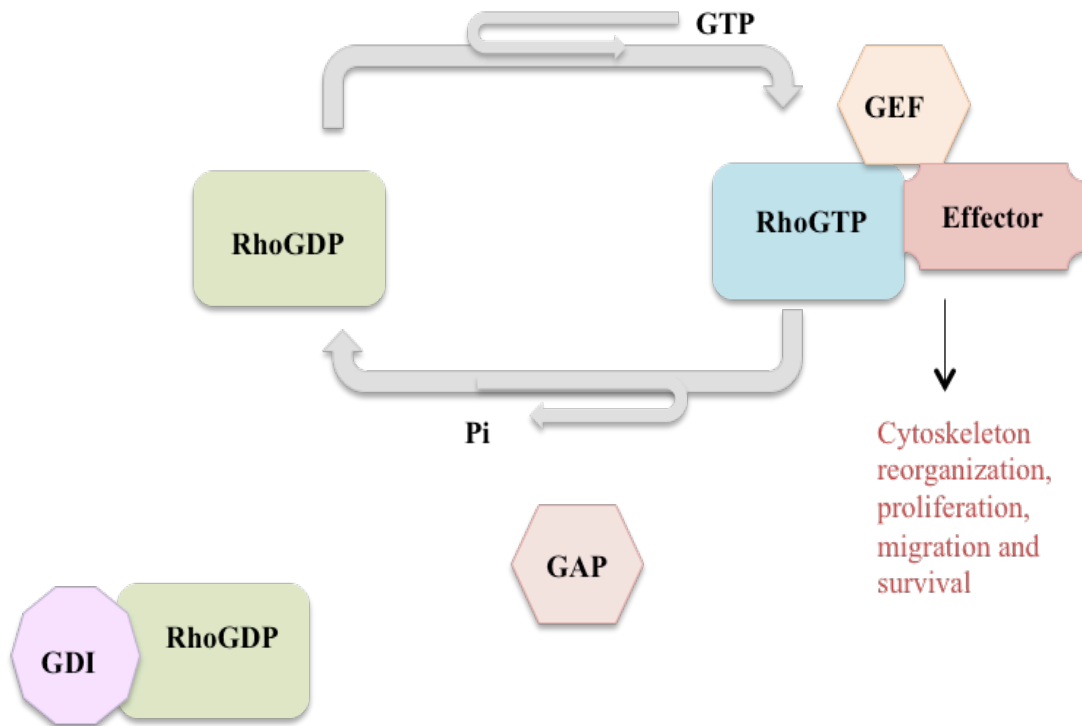 GTP
GEF
RhoGDP
RhoGTP
Effector
Pi
Cytoskeleton
reorganization,
proliferation,
migration and
survival
GAP
GDI
RhoGDP